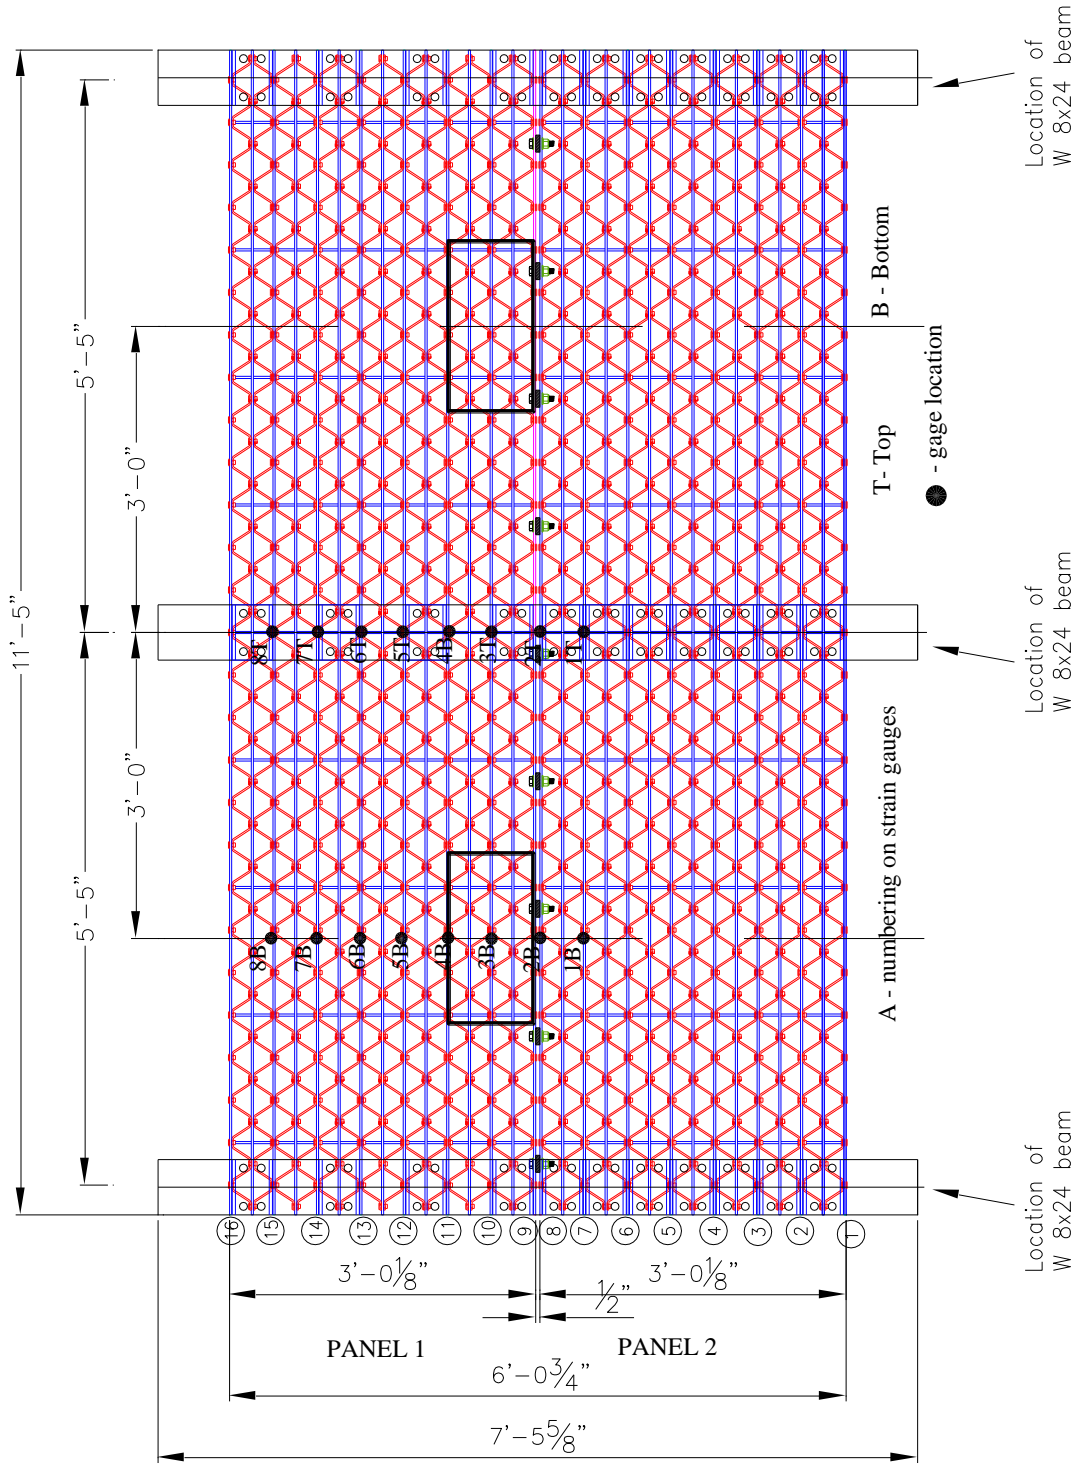 Location of
W 8x24 beam
11'-5"
5'-5"
3'-0"
B - Bottom
T- Top
- gage location
8T
7T
6T
5T
4B
3T
2T
1T
Location of
W 8x24 beam
3'-0"
5'-5"
A - numbering on strain gauges
8B
7B
6B
5B
4B
3B
2B
1B
Location of
W 8x24 beam
16
15
14
13
12
11
10
9
8
7
6
5
4
3
2
1
3'-0⅛"
3'-0⅛"
½"
PANEL 1
PANEL 2
6'-0¾"
7'-5⅝"